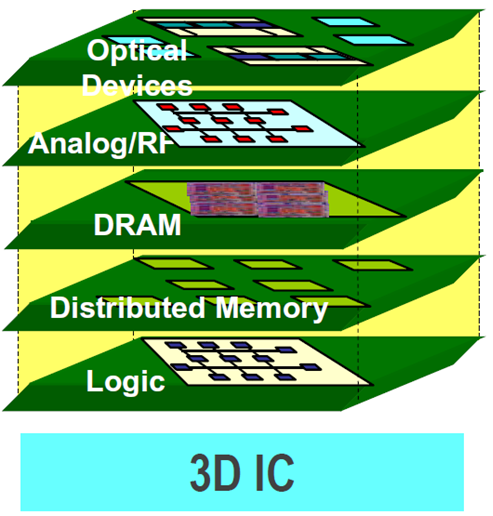 Optical
Devices
Analog/RF
DRAM
Distributed Memory
Logic
3D IC